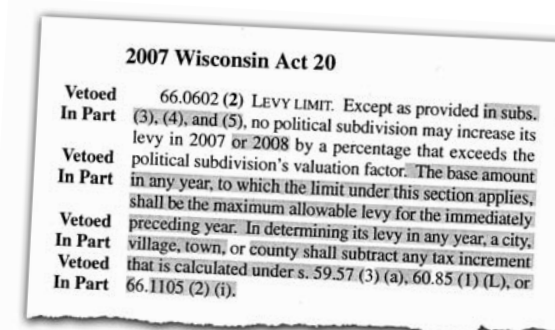 2007 Wisconsin Act 20
Vetoed 66.0602 (2) LEVY LIMIT. Except as provided in subs.
In Part (3), (4), and (5), no political subdivision may increase its
levy in 2007 or 2008 by a percentage that exceeds the
Vetoed political subdivision's valuation factor. The base amount
In Part in any year, to which the limit under this section applies,
shall be the maximum allowable levy for the immediately
Vetoed preceding year. In determining its levy in any year, a city,
In Part village, town, or county shall subtract any tax increment
Vetoed that is calculated under s. 59.57 (3) (a), 60.85 (1) (L), or
In Part 66.1105 (2) (i).